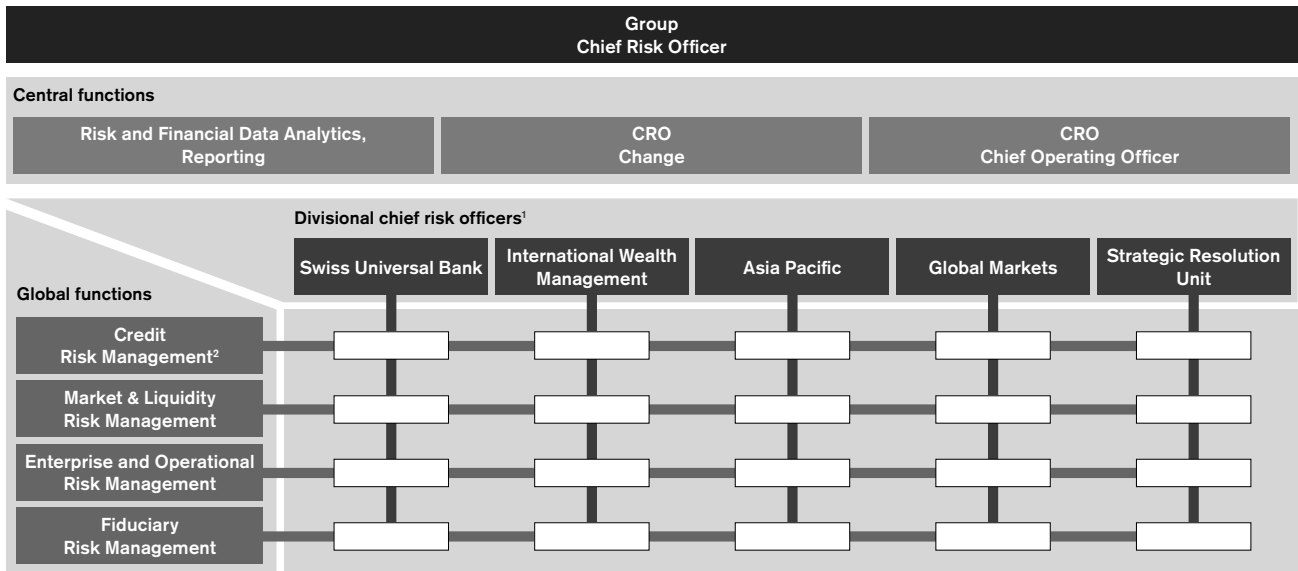 Group
Chief Risk Officer
Central functions
Risk and Financial Data Analytics,
Reporting
CRO
Change
CRO
Chief Operating Officer
Divisional chief risk officers¹
Swiss Universal Bank
International Wealth
Management
Asia Pacific
Global Markets
Strategic Resolution
Unit
Global functions
Credit
Risk Management²
Market & Liquidity
Risk Management
Enterprise and Operational
Risk Management
Fiduciary
Risk Management